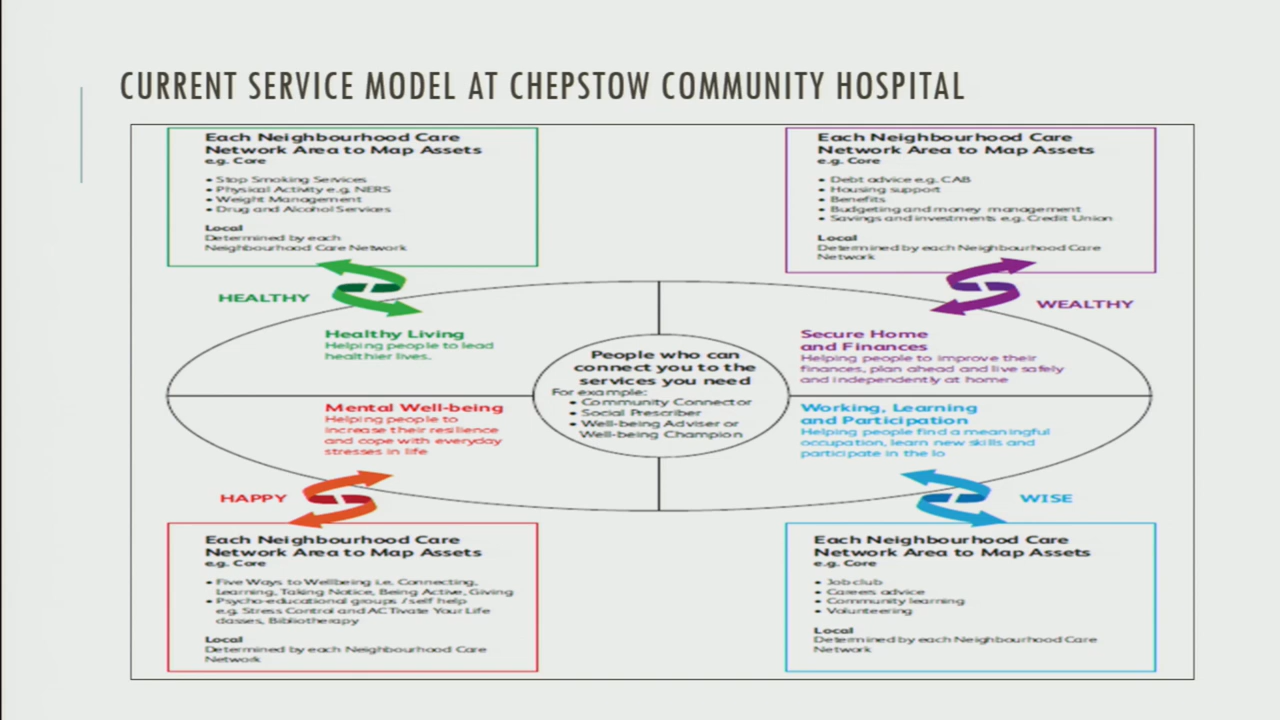 CURRENT SERVICE MODEL AT CHEPSTOW COMMUNITY HOSPITAL
Each Neighbourhood Care
Network Area to Map Assets
e.g. Core
• Stop Smoking Services
• Physical Activity e.g. NERS
• Weight Management
• Drug and Alcohol Services
Local
Determined by each
Neighbourhood Care Network
Each Neighbourhood Care
Network Area to Map Assets
e.g. Core
• Debt advice e.g. CAB
• Housing support
• Benefits
• Budgeting and money management
• Savings and investments e.g. Credit Union
Local
Determined by each Neighbourhood Care
Network
HEALTHY
WEALTHY
Healthy Living
Helping people to lead
healthier lives.
People who can
connect you to the
services you need
For example:
• Community Connector
• Social Prescriber
• Well-being Adviser or
Well-being Champion
Secure Home
and Finances
Helping people to improve their
finances, plan ahead and live safely
and independently at home
Mental Well-being
Helping people to
increase their resilience
and cope with everyday
stresses in life
Working, Learning
and Participation
Helping people find a meaningful
occupation, learn new skills and
participate in the lo
HAPPY
WISE
Each Neighbourhood Care
Network Area to Map Assets
e.g. Core
• Five Ways to Wellbeing i.e. Connecting,
Learning, Taking Notice, Being Active, Giving
• Psycho-educational groups / self help
e.g. Stress Control and ACTivate Your Life
classes, Bibliotherapy
Local
Determined by each Neighbourhood Care
Network
Each Neighbourhood Care
Network Area to Map Assets
e.g. Core
• Job club
• Careers advice
• Community learning
• Volunteering
Local
Determined by each Neighbourhood Care
Network